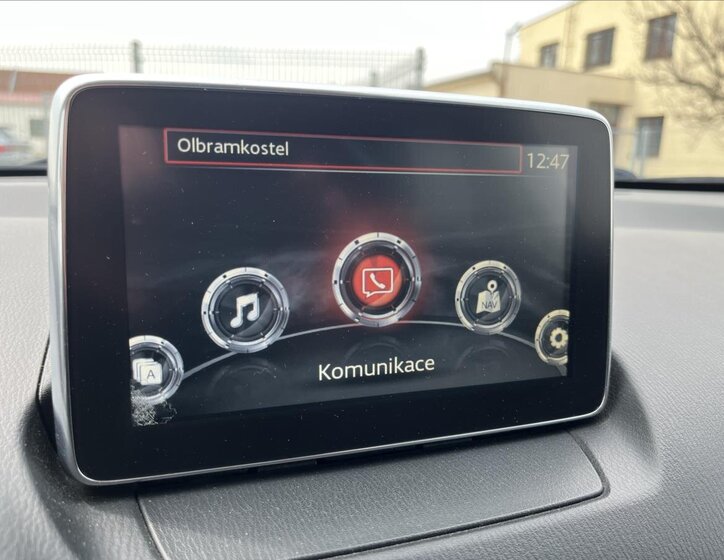 Olbramkostel
12:47
NAV
A
Komunikace